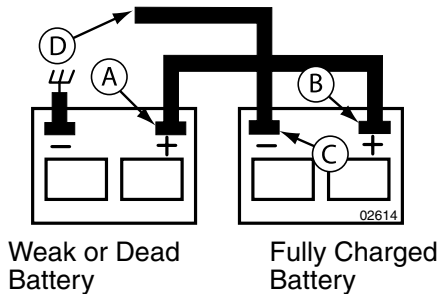 D
A
B
C
− + − +
02614
Weak or Dead
Battery
Fully Charged
Battery